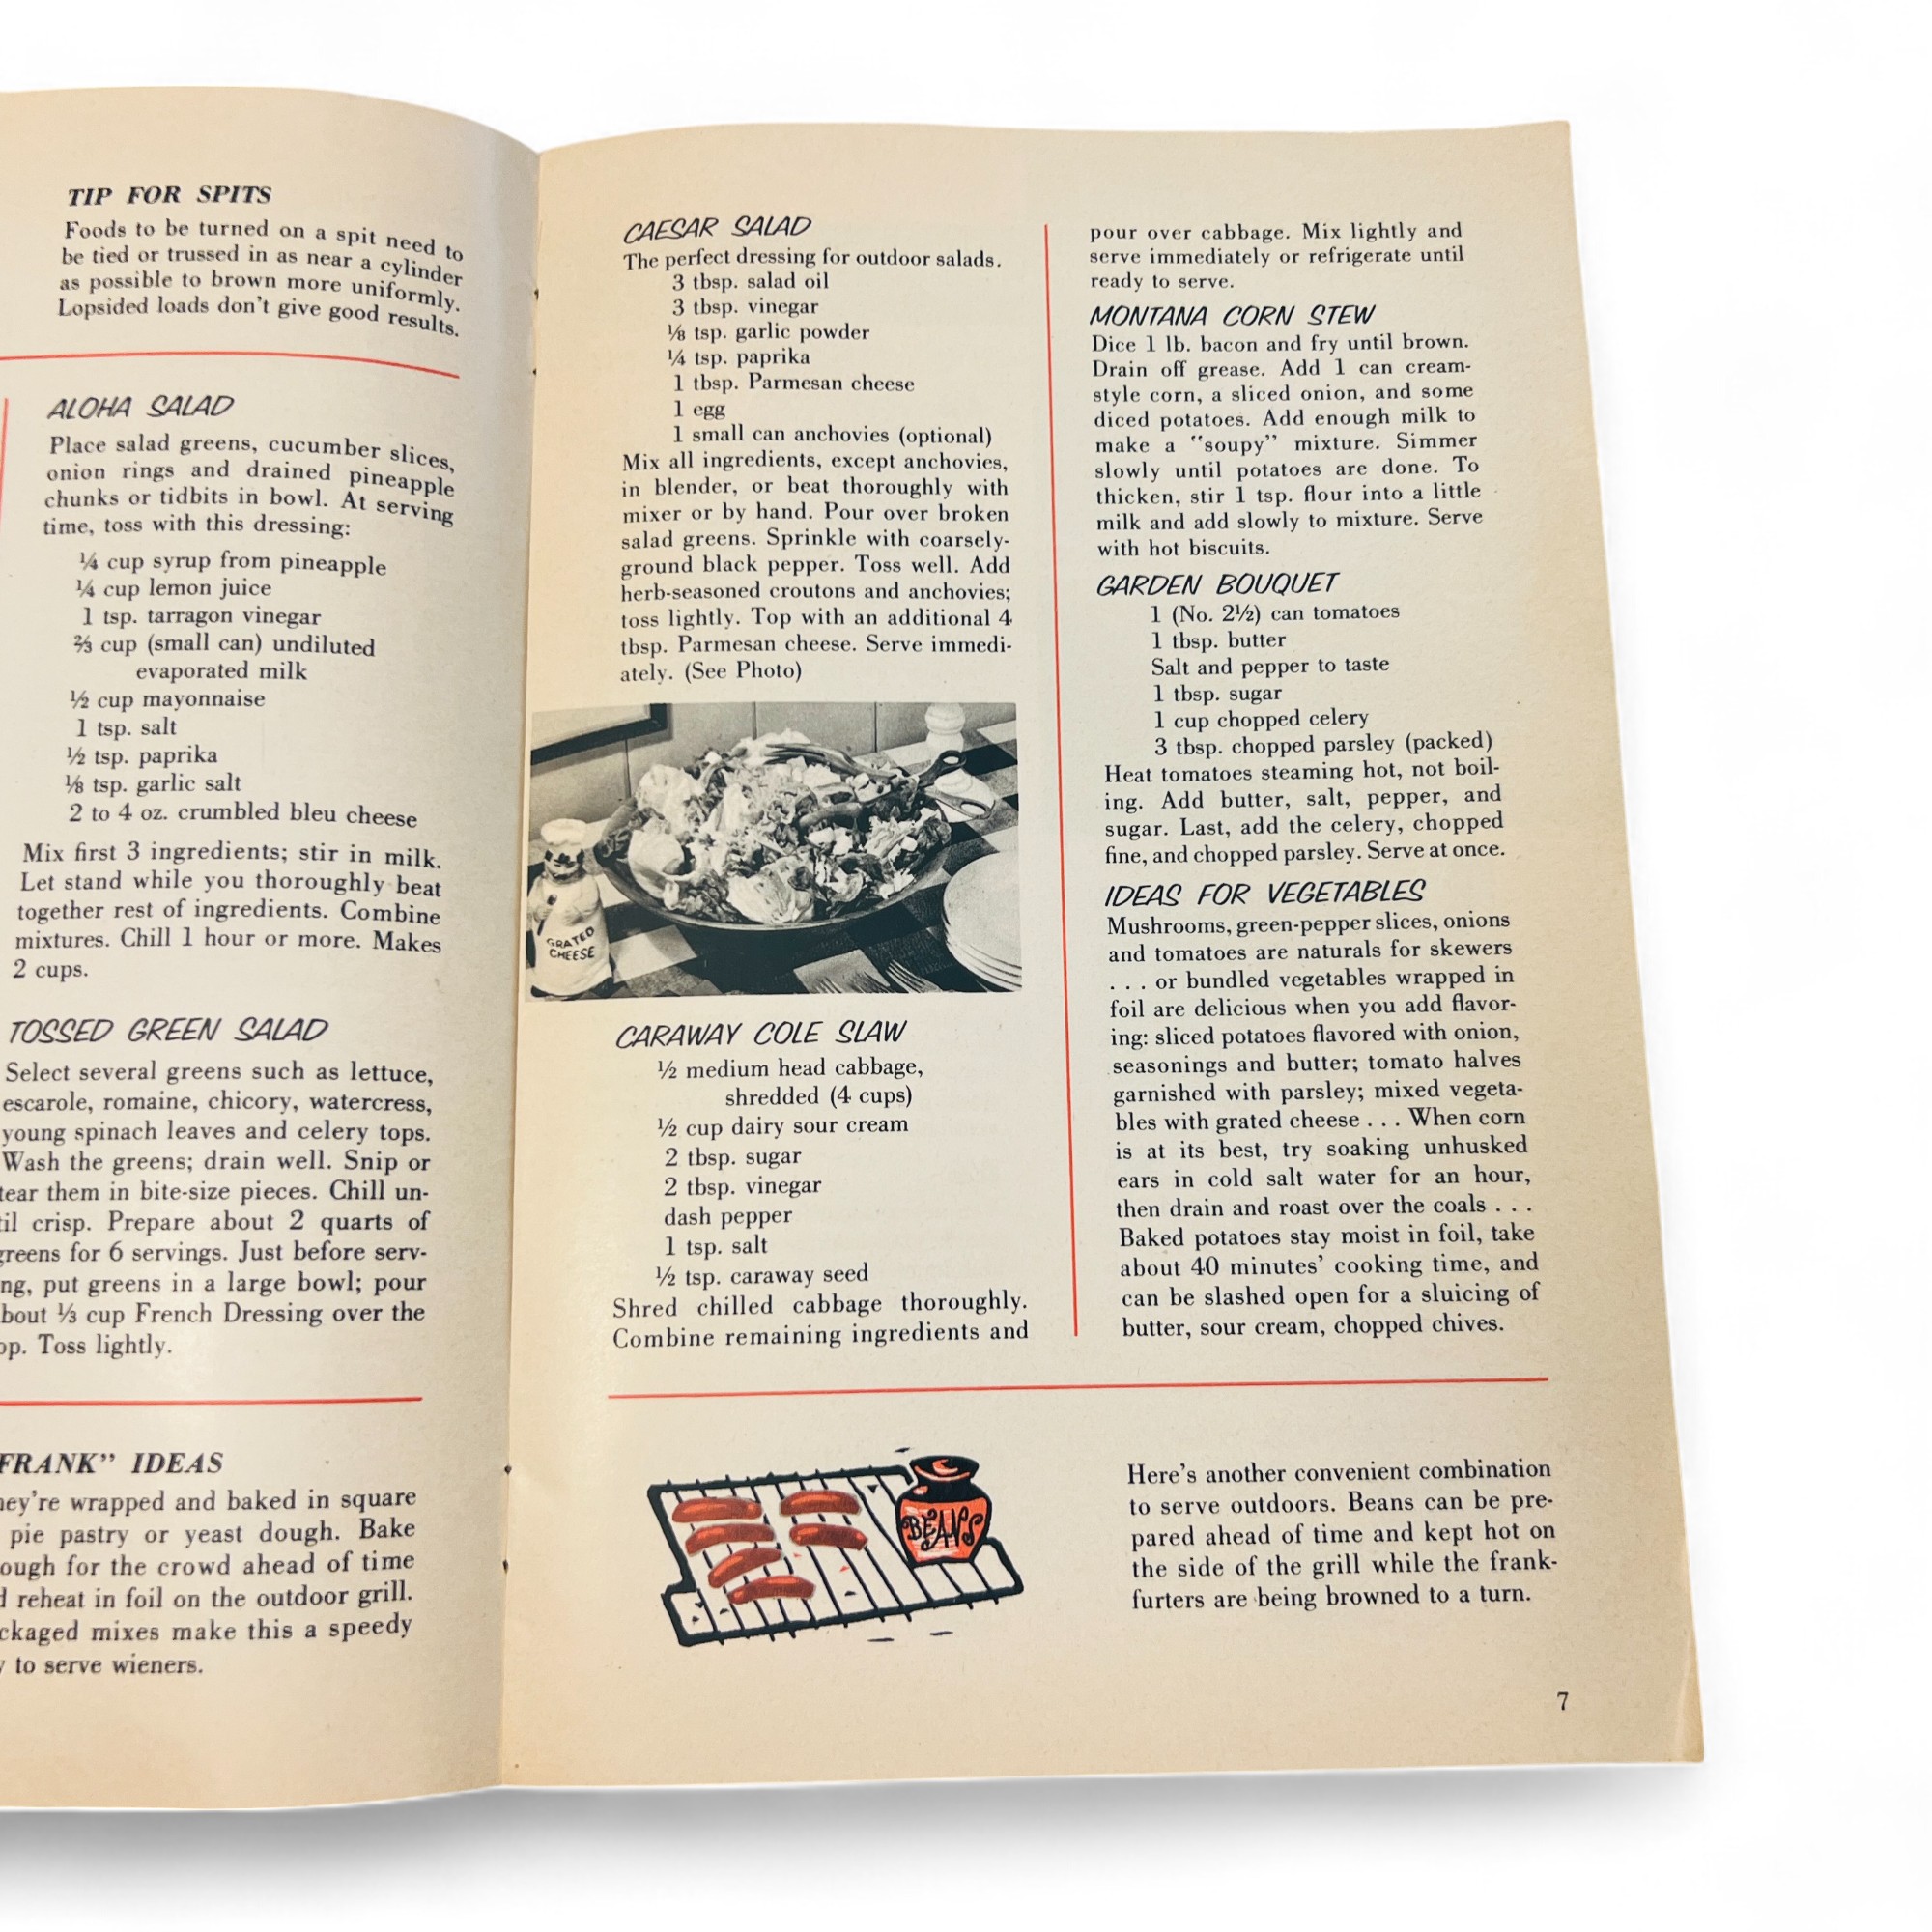 TIP FOR SPITS
Foods to be turned on a spit need to
be tied or trussed in as near a cylinder
as possible to brown more uniformly.
Lopsided loads don't give good results.
ALOHA SALAD
Place salad greens, cucumber slices,
onion rings and drained pineapple
chunks or tidbits in bowl. At serving
time, toss with this dressing:
¼ cup syrup from pineapple
¼ cup lemon juice
1 tsp. tarragon vinegar
⅔ cup (small can) undiluted
evaporated milk
½ cup mayonnaise
1 tsp. salt
½ tsp. paprika
⅛ tsp. garlic salt
2 to 4 oz. crumbled bleu cheese
Mix first 3 ingredients; stir in milk.
Let stand while you thoroughly beat
together rest of ingredients. Combine
mixtures. Chill 1 hour or more. Makes
2 cups.
TOSSED GREEN SALAD
Select several greens such as lettuce,
escarole, romaine, chicory, watercress,
young spinach leaves and celery tops.
Wash the greens; drain well. Snip or
tear them in bite-size pieces. Chill un-
til crisp. Prepare about 2 quarts of
greens for 6 servings. Just before serv-
ng, put greens in a large bowl; pour
bout ⅓ cup French Dressing over the
op. Toss lightly.
FRANK" IDEAS
hey're wrapped and baked in square
pie pastry or yeast dough. Bake
ough for the crowd ahead of time
d reheat in foil on the outdoor grill.
ckaged mixes make this a speedy
y to serve wieners.
CAESAR SALAD
The perfect dressing for outdoor salads.
3 tbsp. salad oil
3 tbsp. vinegar
⅛ tsp. garlic powder
¼ tsp. paprika
1 tbsp. Parmesan cheese
1 egg
1 small can anchovies (optional)
Mix all ingredients, except anchovies,
in blender, or beat thoroughly with
mixer or by hand. Pour over broken
salad greens. Sprinkle with coarsely-
ground black pepper. Toss well. Add
herb-seasoned croutons and anchovies;
toss lightly. Top with an additional 4
tbsp. Parmesan cheese. Serve immedi-
ately. (See Photo)
GRATED
CHEESE
CARAWAY COLE SLAW
½ medium head cabbage,
shredded (4 cups)
½ cup dairy sour cream
2 tbsp. sugar
2 tbsp. vinegar
dash pepper
1 tsp. salt
½ tsp. caraway seed
Shred chilled cabbage thoroughly.
Combine remaining ingredients and
pour over cabbage. Mix lightly and
serve immediately or refrigerate until
ready to serve.
MONTANA CORN STEW
Dice 1 lb. bacon and fry until brown.
Drain off grease. Add 1 can cream-
style corn, a sliced onion, and some
diced potatoes. Add enough milk to
make a "soupy" mixture. Simmer
slowly until potatoes are done. To
thicken, stir 1 tsp. flour into a little
milk and add slowly to mixture. Serve
with hot biscuits.
GARDEN BOUQUET
1 (No. 2½) can tomatoes
1 tbsp. butter
Salt and pepper to taste
1 tbsp. sugar
1 cup chopped celery
3 tbsp. chopped parsley (packed)
Heat tomatoes steaming hot, not boil-
ing. Add butter, salt, pepper, and
sugar. Last, add the celery, chopped
fine, and chopped parsley. Serve at once.
IDEAS FOR VEGETABLES
Mushrooms, green-pepper slices, onions
and tomatoes are naturals for skewers
. . . or bundled vegetables wrapped in
foil are delicious when you add flavor-
ing: sliced potatoes flavored with onion,
seasonings and butter; tomato halves
garnished with parsley; mixed vegeta-
bles with grated cheese . . . When corn
is at its best, try soaking unhusked
ears in cold salt water for an hour,
then drain and roast over the coals . . .
Baked potatoes stay moist in foil, take
about 40 minutes' cooking time, and
can be slashed open for a sluicing of
butter, sour cream, chopped chives.
BEANS
Here's another convenient combination
to serve outdoors. Beans can be pre-
pared ahead of time and kept hot on
the side of the grill while the frank-
furters are being browned to a turn.
7